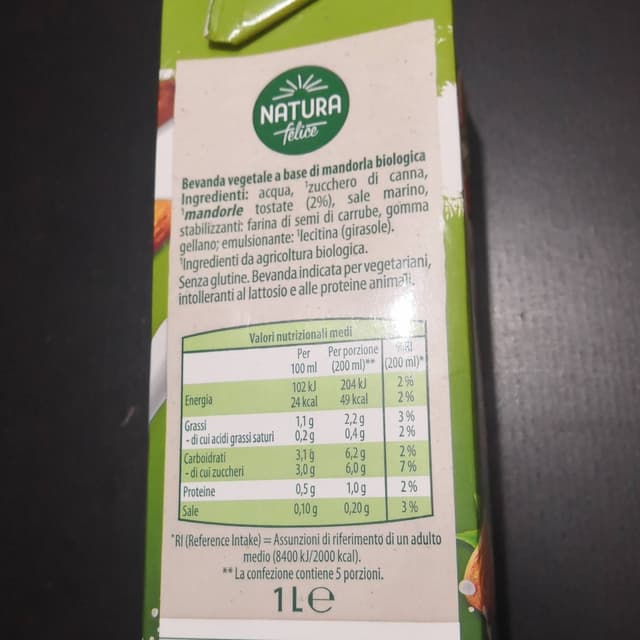 NATURA
felice
Bevanda vegetale a base di mandorla biologica
Ingredienti: acqua, ¹zucchero di canna,
¹mandorle tostate (2%), sale marino,
stabilizzanti: farina di semi di carrube, gomma
gellano; emulsionante: ¹lecitina (girasole).
¹Ingredienti da agricoltura biologica.
Senza glutine. Bevanda indicata per vegetariani,
intolleranti al lattosio e alle proteine animali.
Valori nutrizionali medi
Per 100 ml Per porzione (200 ml)** %RI (200 ml)*
Energia 102 kJ 204 kJ 2 %
24 kcal 49 kcal 2 %
Grassi 1,1 g 2,2 g 3 %
- di cui acidi grassi saturi 0,2 g 0,4 g 2 %
Carboidrati 3,1 g 6,2 g 2 %
- di cui zuccheri 3,0 g 6,0 g 7 %
Proteine 0,5 g 1,0 g 2 %
Sale 0,10 g 0,20 g 3 %
*RI (Reference Intake) = Assunzioni di riferimento di un adulto
medio (8400 kJ/2000 kcal).
** La confezione contiene 5 porzioni.
1L℮